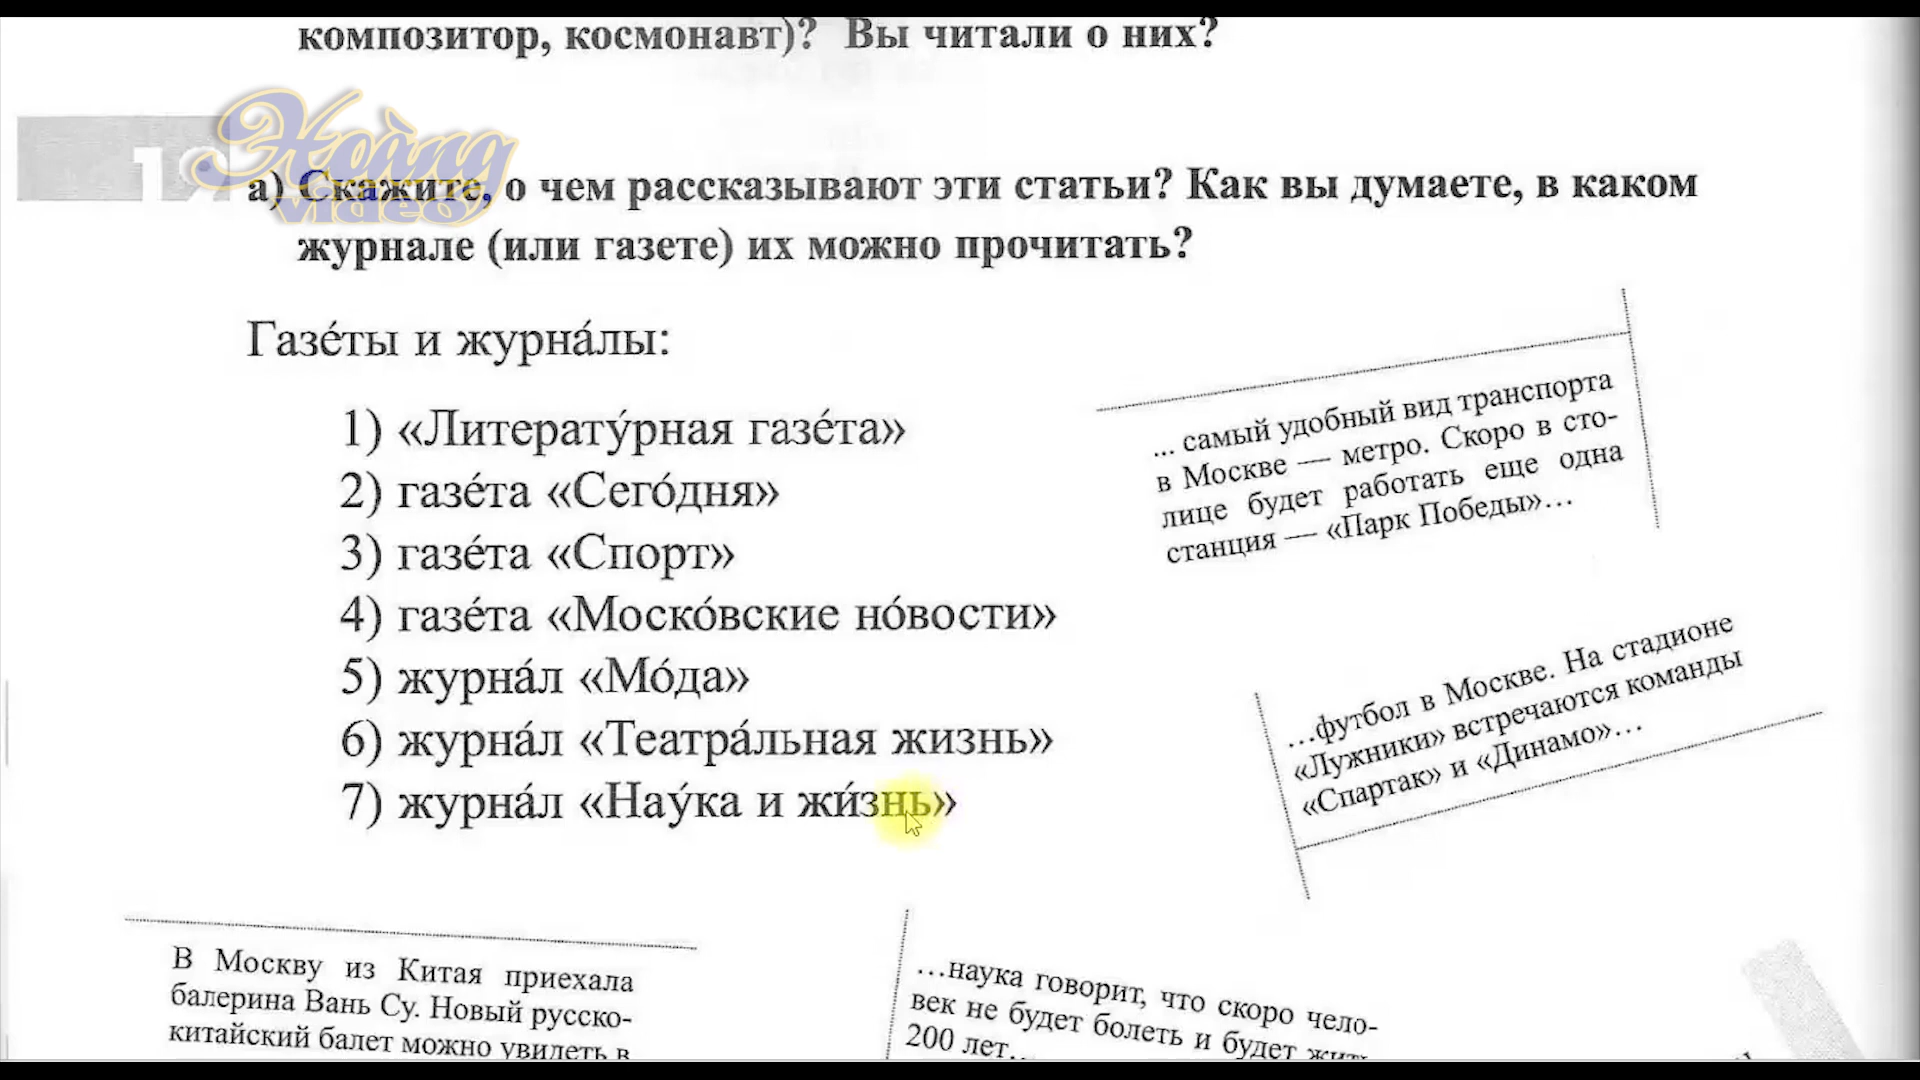 композитор, космонавт)? Вы читали о них?
19
Hoàng
video
а) Скажите, о чем рассказывают эти статьи? Как вы думаете, в каком
журнале (или газете) их можно прочитать?
Газе́ты и журна́лы:
1) «Литерату́рная газе́та»
2) газе́та «Сего́дня»
3) газе́та «Спорт»
4) газе́та «Моско́вские но́вости»
5) журна́л «Мо́да»
6) журна́л «Театра́льная жизнь»
7) журна́л «Нау́ка и жи́знь»
... самый удобный вид транспорта
в Москве — метро. Скоро в сто-
лице будет работать еще одна
станция — «Парк Победы»...
...футбол в Москве. На стадионе
«Лужники» встречаются команды
«Спартак» и «Динамо»...
В Москву из Китая приехала
балерина Вань Су. Новый русско-
китайский балет можно увидеть в
...наука говорит, что скоро чело-
век не будет болеть и будет жить
200 лет...